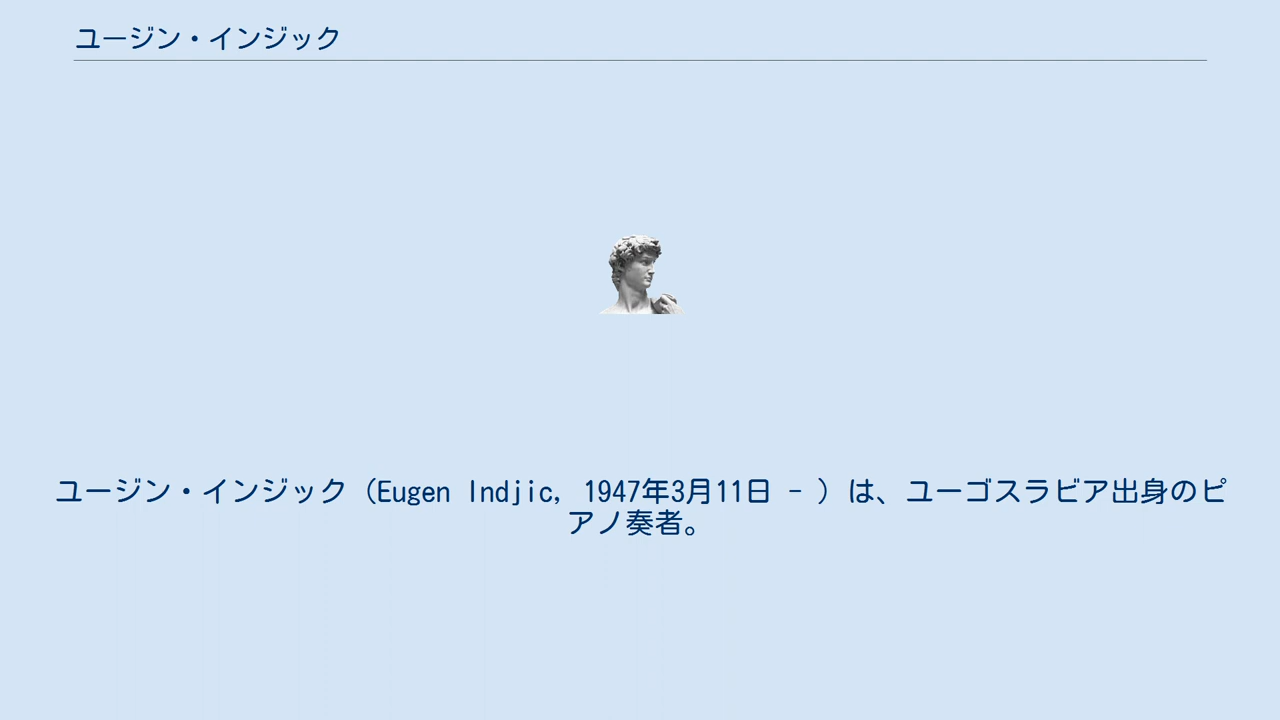 ユージン・インジック
ユージン・インジック（Eugen Indjic, 1947年3月11日 - ）は、ユーゴスラビア出身のピ
アノ奏者。